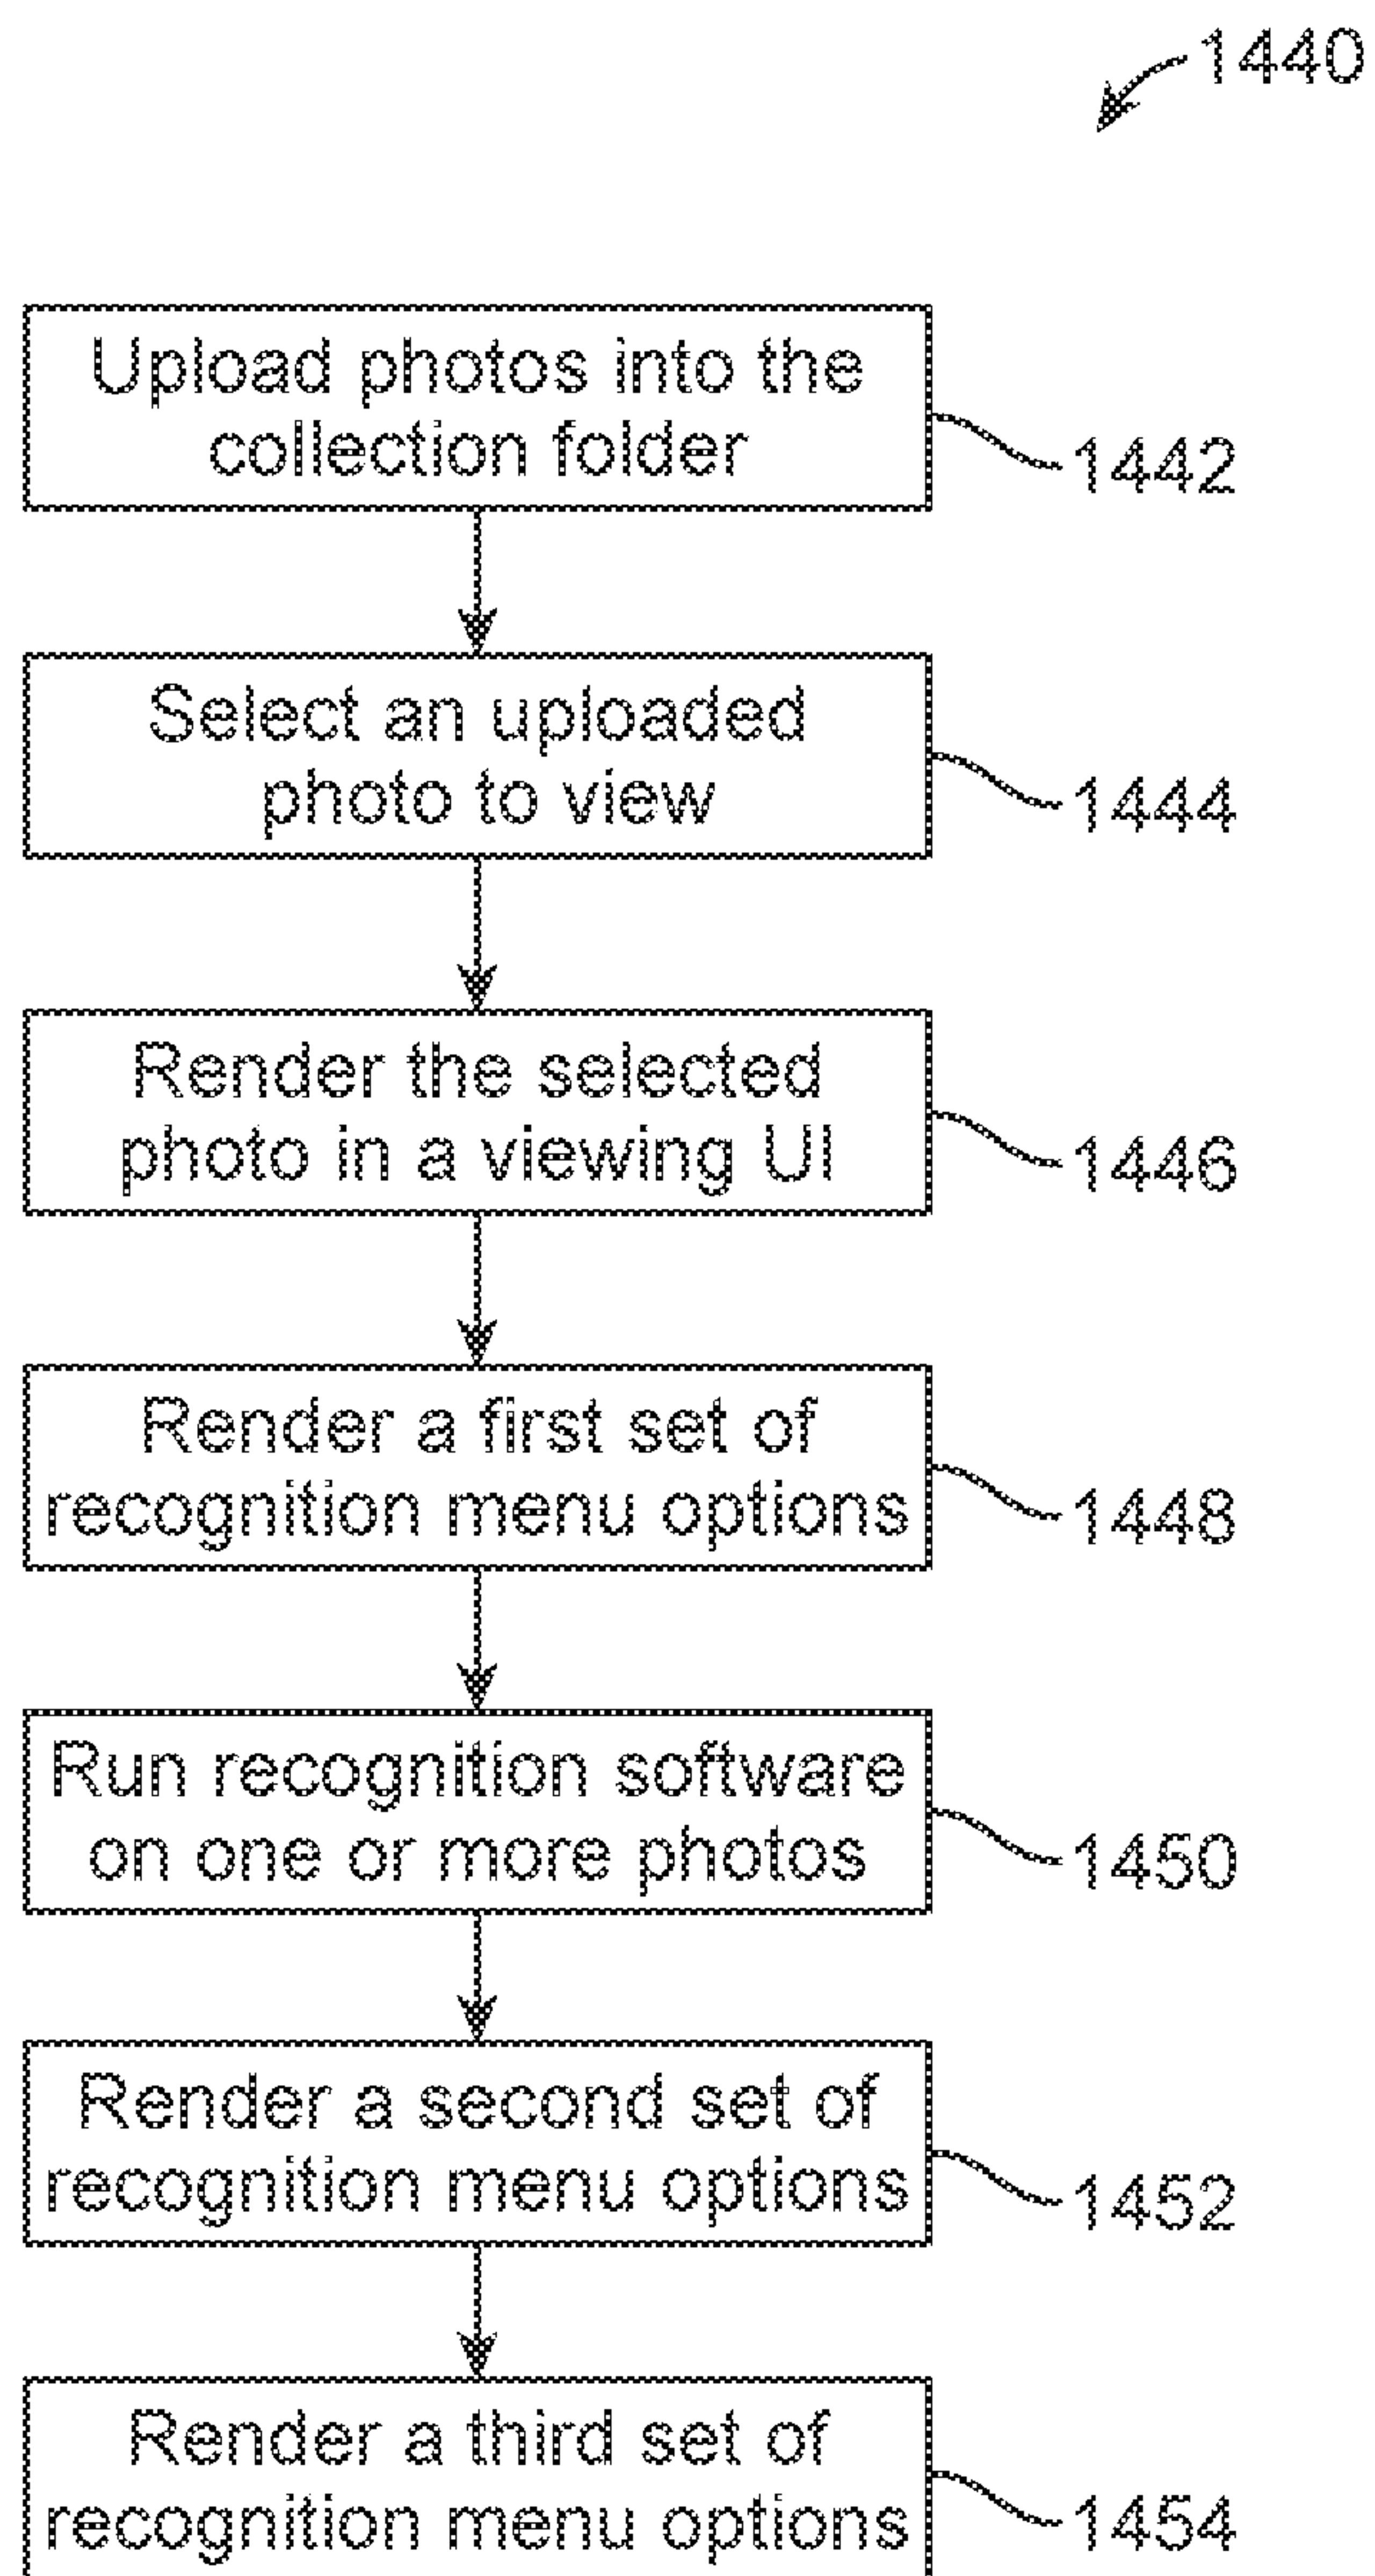 1440
Upload photos into the
collection folder
1442
Select an uploaded
photo to view
1444
Render the selected
photo in a viewing UI
1446
Render a first set of
recognition menu options
1448
Run recognition software
on one or more photos
1450
Render a second set of
recognition menu options
1452
Render a third set of
recognition menu options
1454